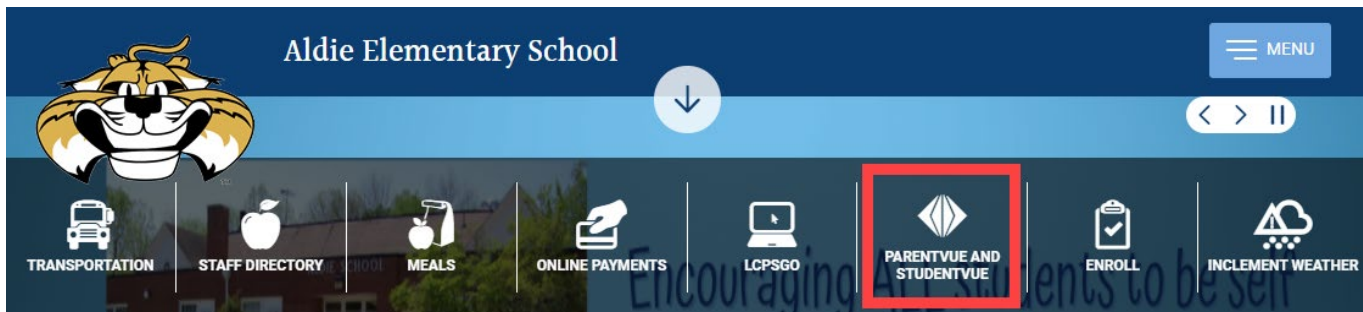 Aldie Elementary School
MENU
TRANSPORTATION
STAFF DIRECTORY
MEALS
ONLINE PAYMENTS
LCPSGO
PARENTVUE AND
STUDENTVUE
ENROLL
INCLEMENT WEATHER
SCHOOL
Encouraging ALL students to be self